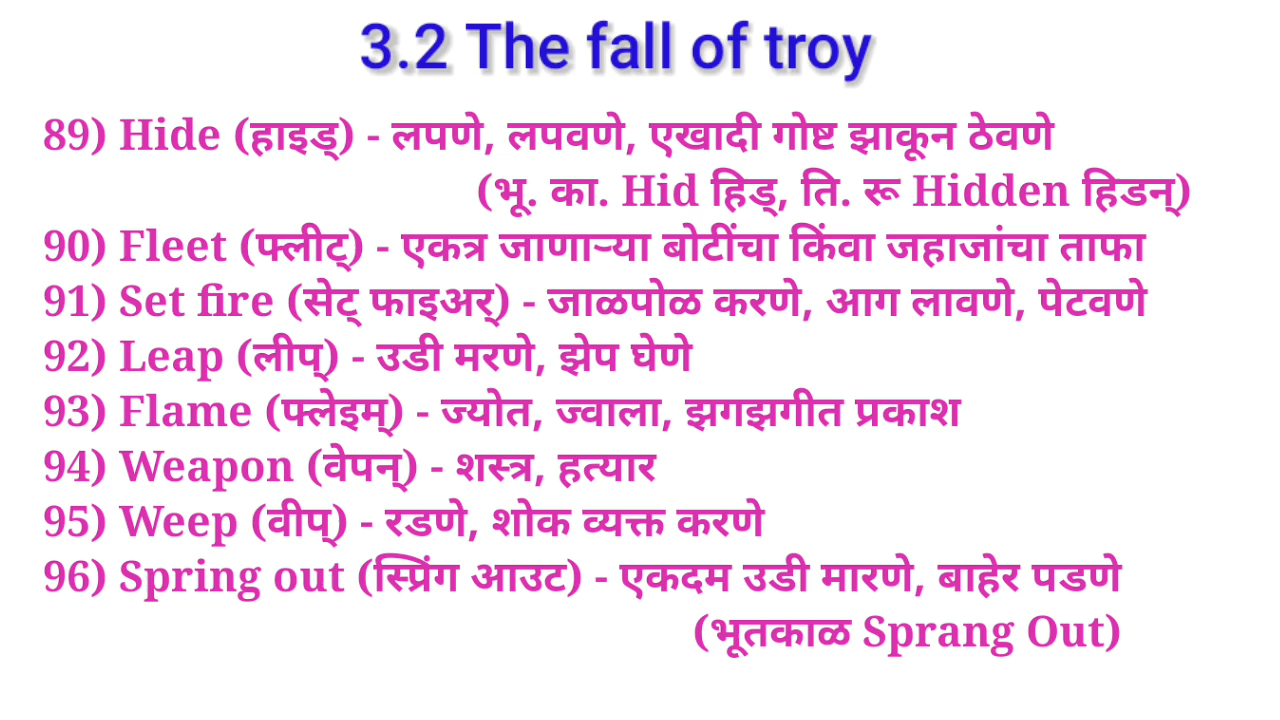 3.2 The fall of troy
89) Hide (हाइड्) - लपणे, लपवणे, एखादी गोष्ट झाकून ठेवणे
(भू. का. Hid हिड्, ति. रू Hidden हिडन्)
90) Fleet (फ्लीट्) - एकत्र जाणाऱ्या बोटींचा किंवा जहाजांचा ताफा
91) Set fire (सेट् फाइअर्) - जाळपोळ करणे, आग लावणे, पेटवणे
92) Leap (लीप्) - उडी मरणे, झेप घेणे
93) Flame (फ्लेइम्) - ज्योत, ज्वाला, झगझगीत प्रकाश
94) Weapon (वेपन्) - शस्त्र, हत्यार
95) Weep (वीप्) - रडणे, शोक व्यक्त करणे
96) Spring out (स्प्रिंग आउट) - एकदम उडी मारणे, बाहेर पडणे
(भूतकाळ Sprang Out)